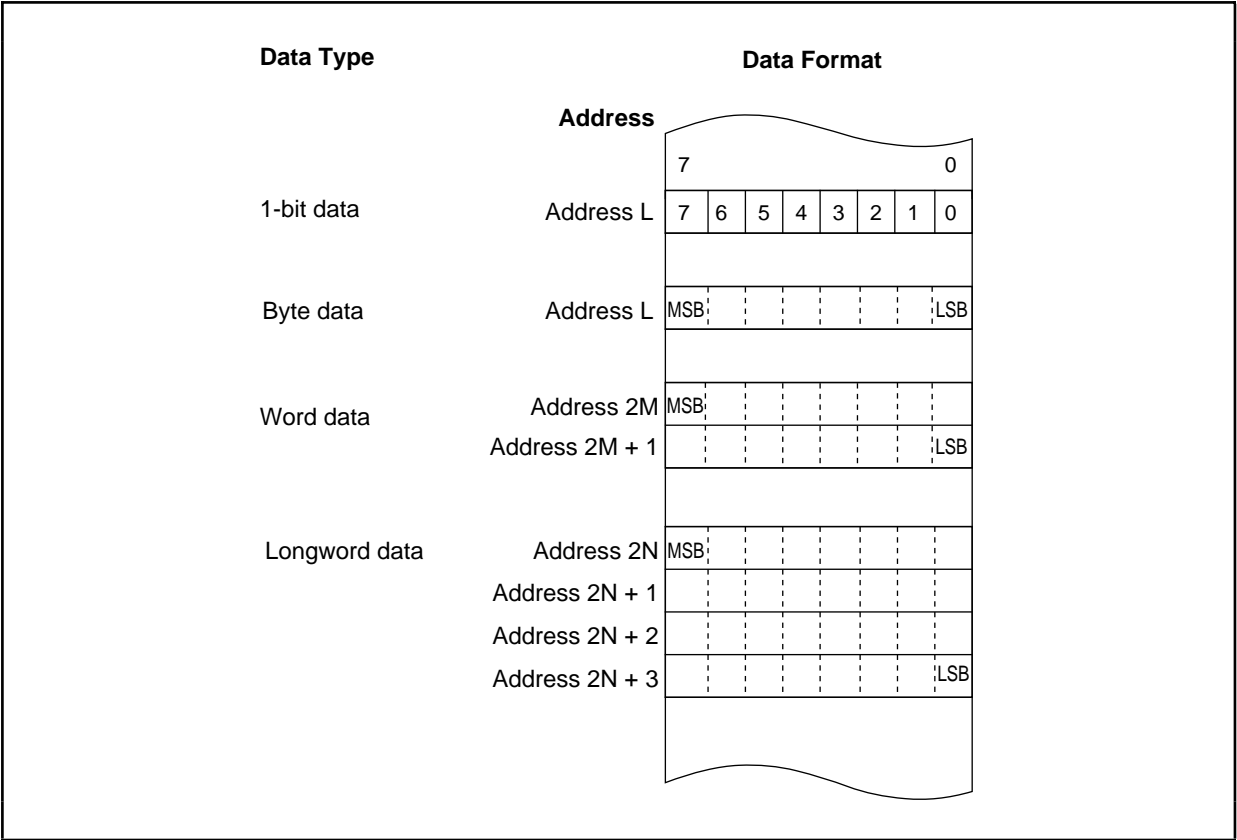 Data Type Data Format
Address
7 0
1-bit data Address L 7 6 5 4 3 2 1 0
Byte data Address L MSB LSB
Word data Address 2M MSB
Address 2M + 1 LSB
Longword data Address 2N MSB
Address 2N + 1
Address 2N + 2
Address 2N + 3 LSB